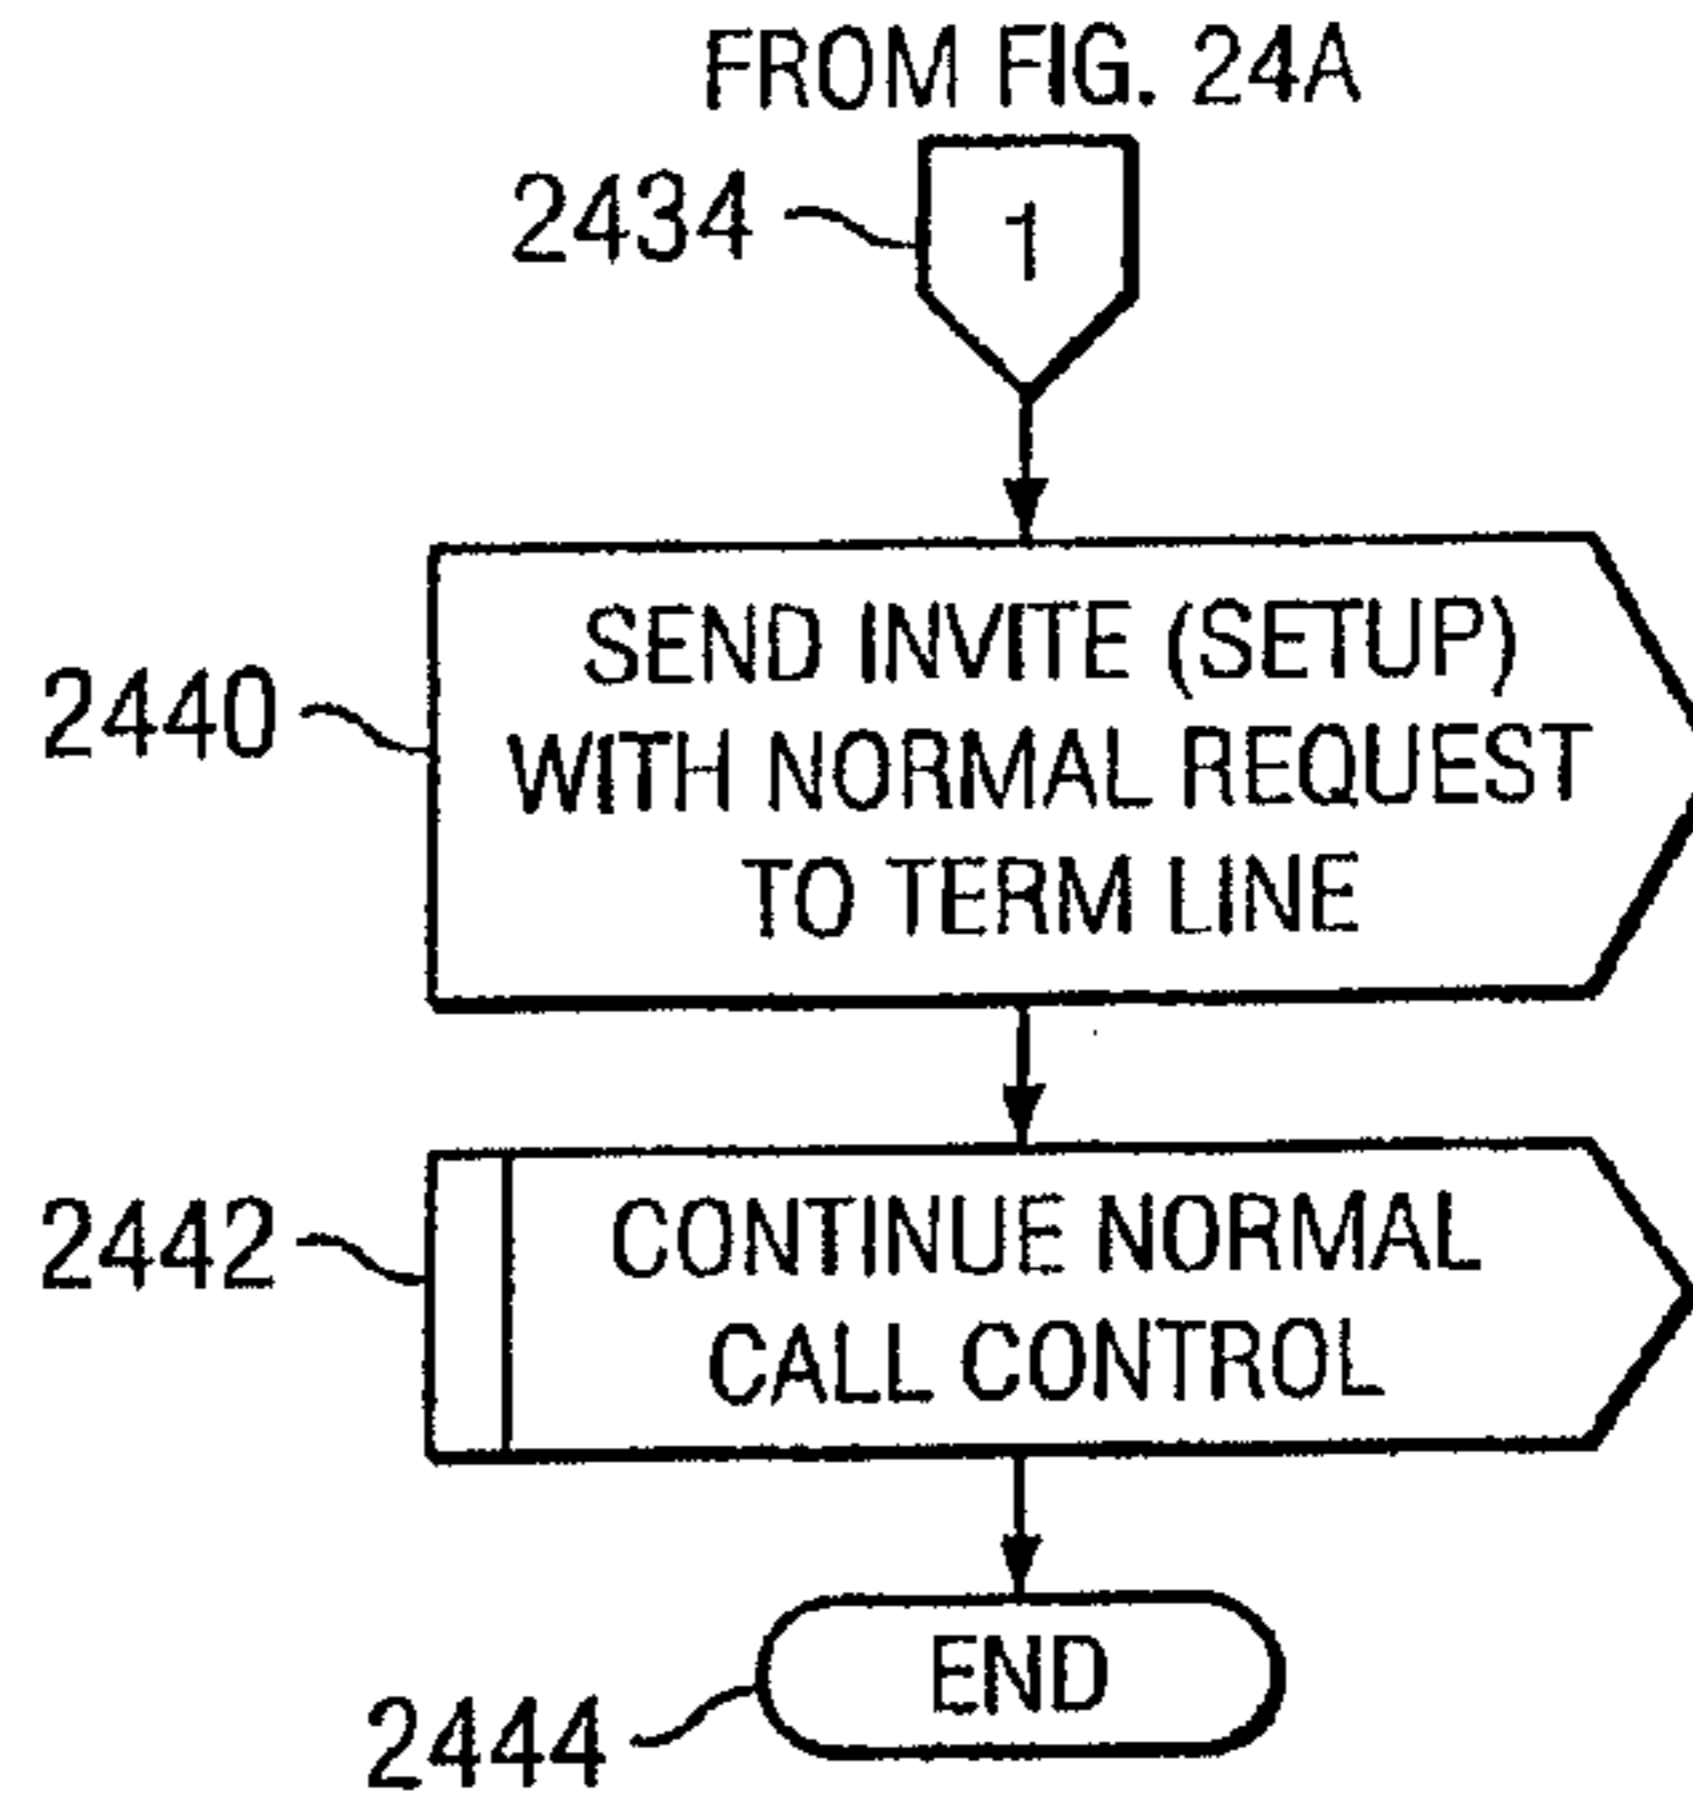 FROM FIG. 24A
2434
1
SEND INVITE (SETUP)
2440
WITH NORMAL REQUEST
TO TERM LINE
2442
CONTINUE NORMAL
CALL CONTROL
END
2444